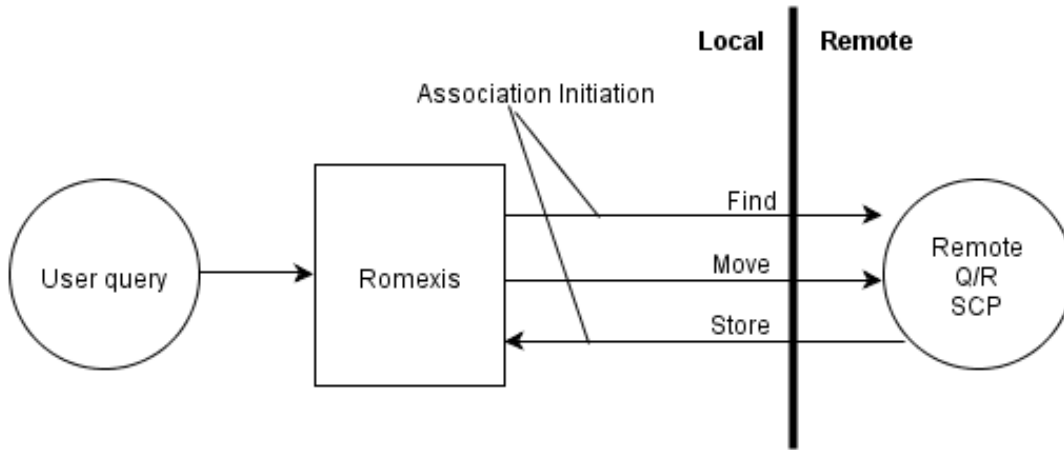 Local
Remote
Association Initiation
User query
Romexis
Find
Move
Store
Remote
Q/R
SCP